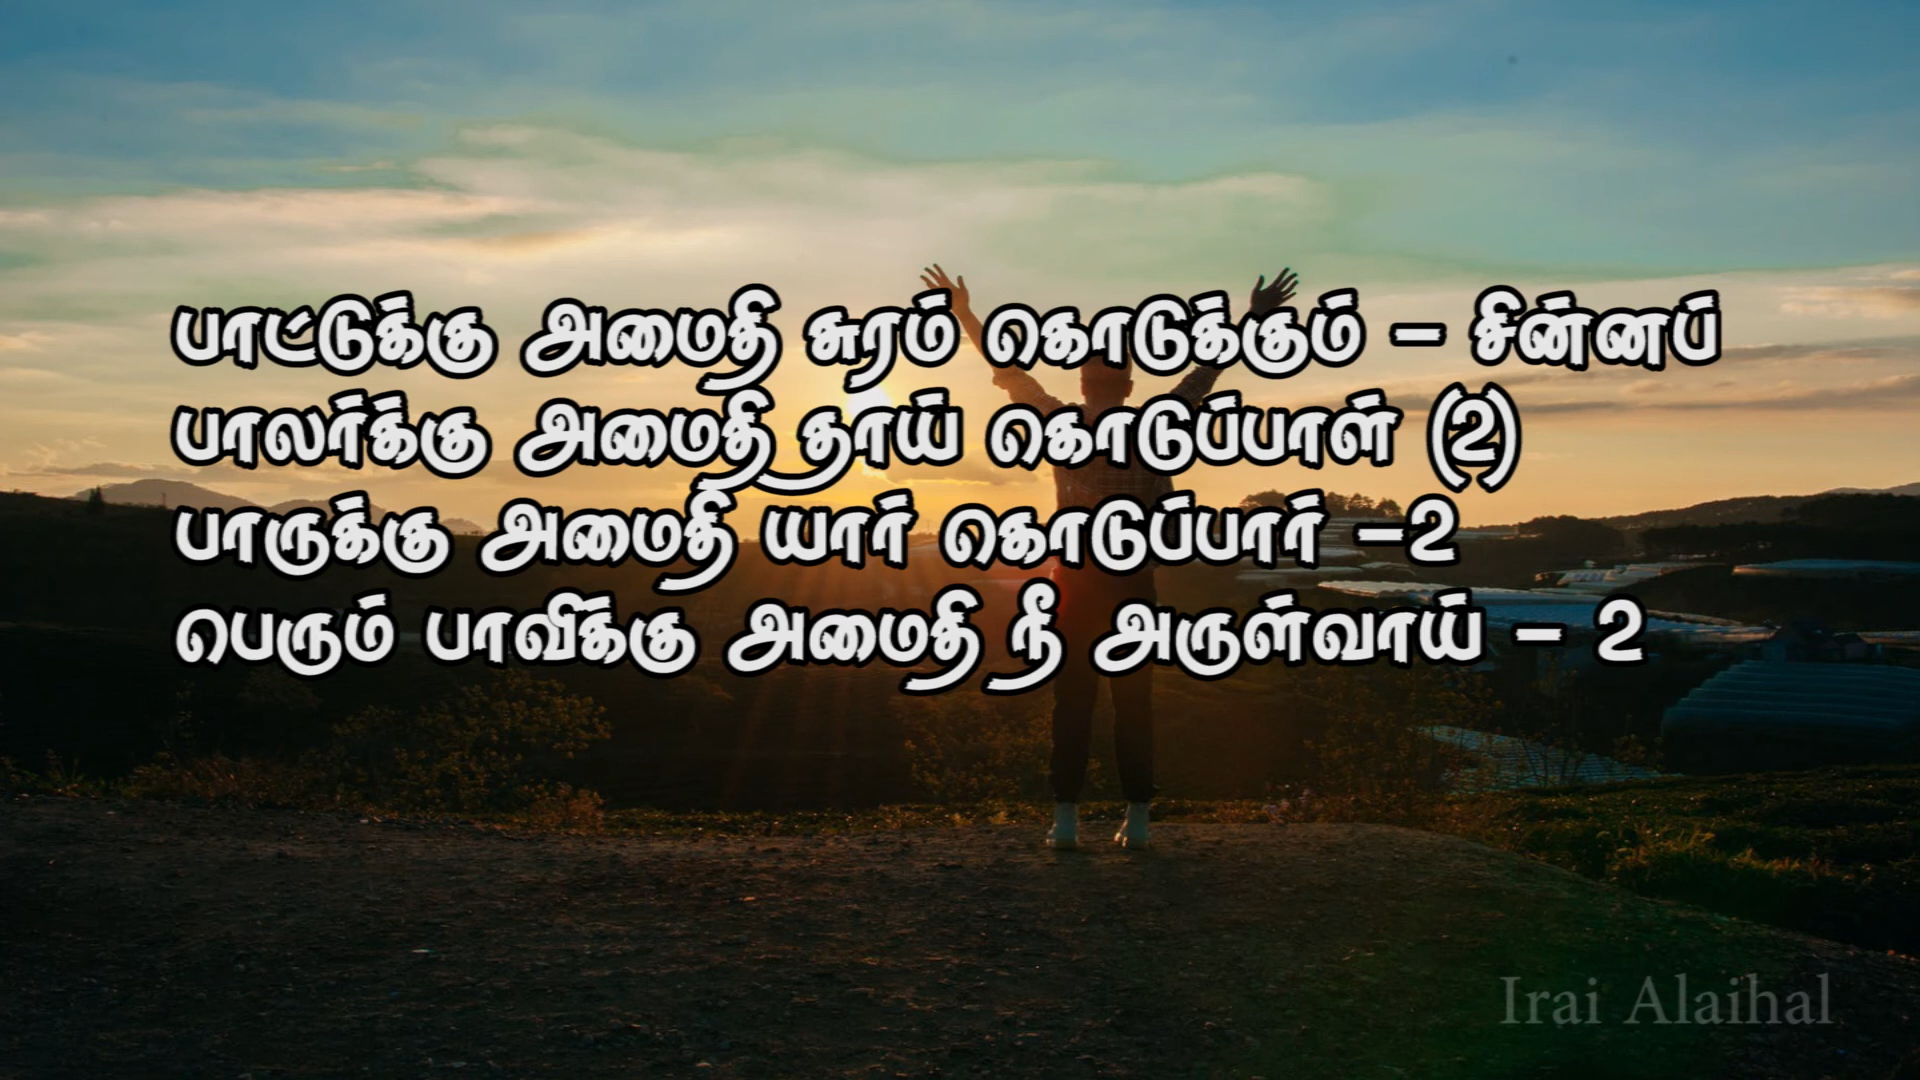 பாட்டுக்கு அமைதி சுரம் கொடுக்கும் – சின்னப்
பாலர்க்கு அமைதி தாய் கொடுப்பாள் (2)
பாருக்கு அமைதி யார் கொடுப்பார் -2
பெரும் பாவிக்கு அமைதி நீ அருள்வாய் – 2
Irai Alaihal